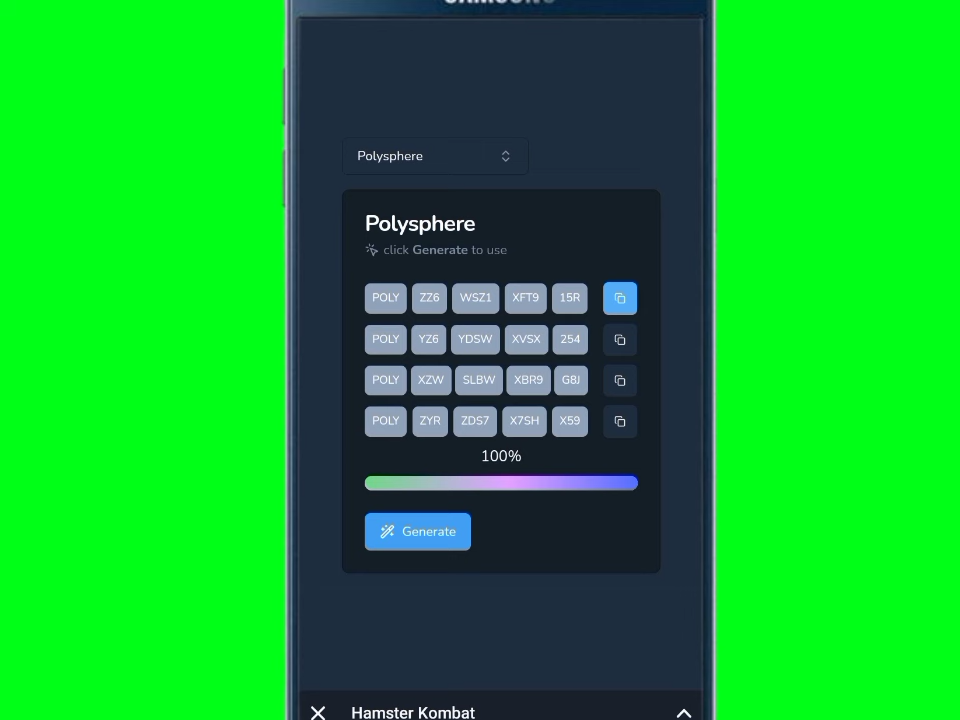 SAMSUNG
Polysphere
Polysphere
click Generate to use
POLY ZZ6 WSZ1 XFT9 15R
POLY YZ6 YDSW XVSX 254
POLY XZW SLBW XBR9 G8J
POLY ZYR ZDS7 X7SH X59
100%
Generate
Hamster Kombat